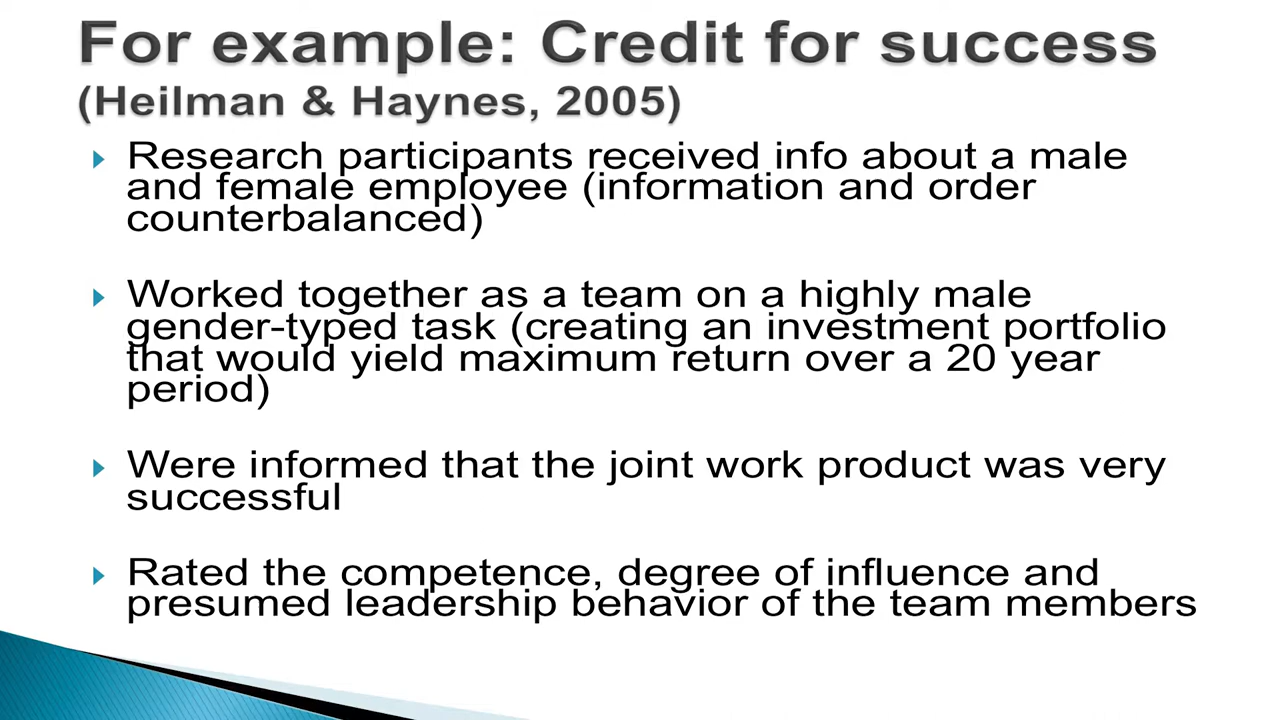 For example: Credit for success
(Heilman & Haynes, 2005)
Research participants received info about a male
and female employee (information and order
counterbalanced)
Worked together as a team on a highly male
gender-typed task (creating an investment portfolio
that would yield maximum return over a 20 year
period)
Were informed that the joint work product was very
successful
Rated the competence, degree of influence and
presumed leadership behavior of the team members